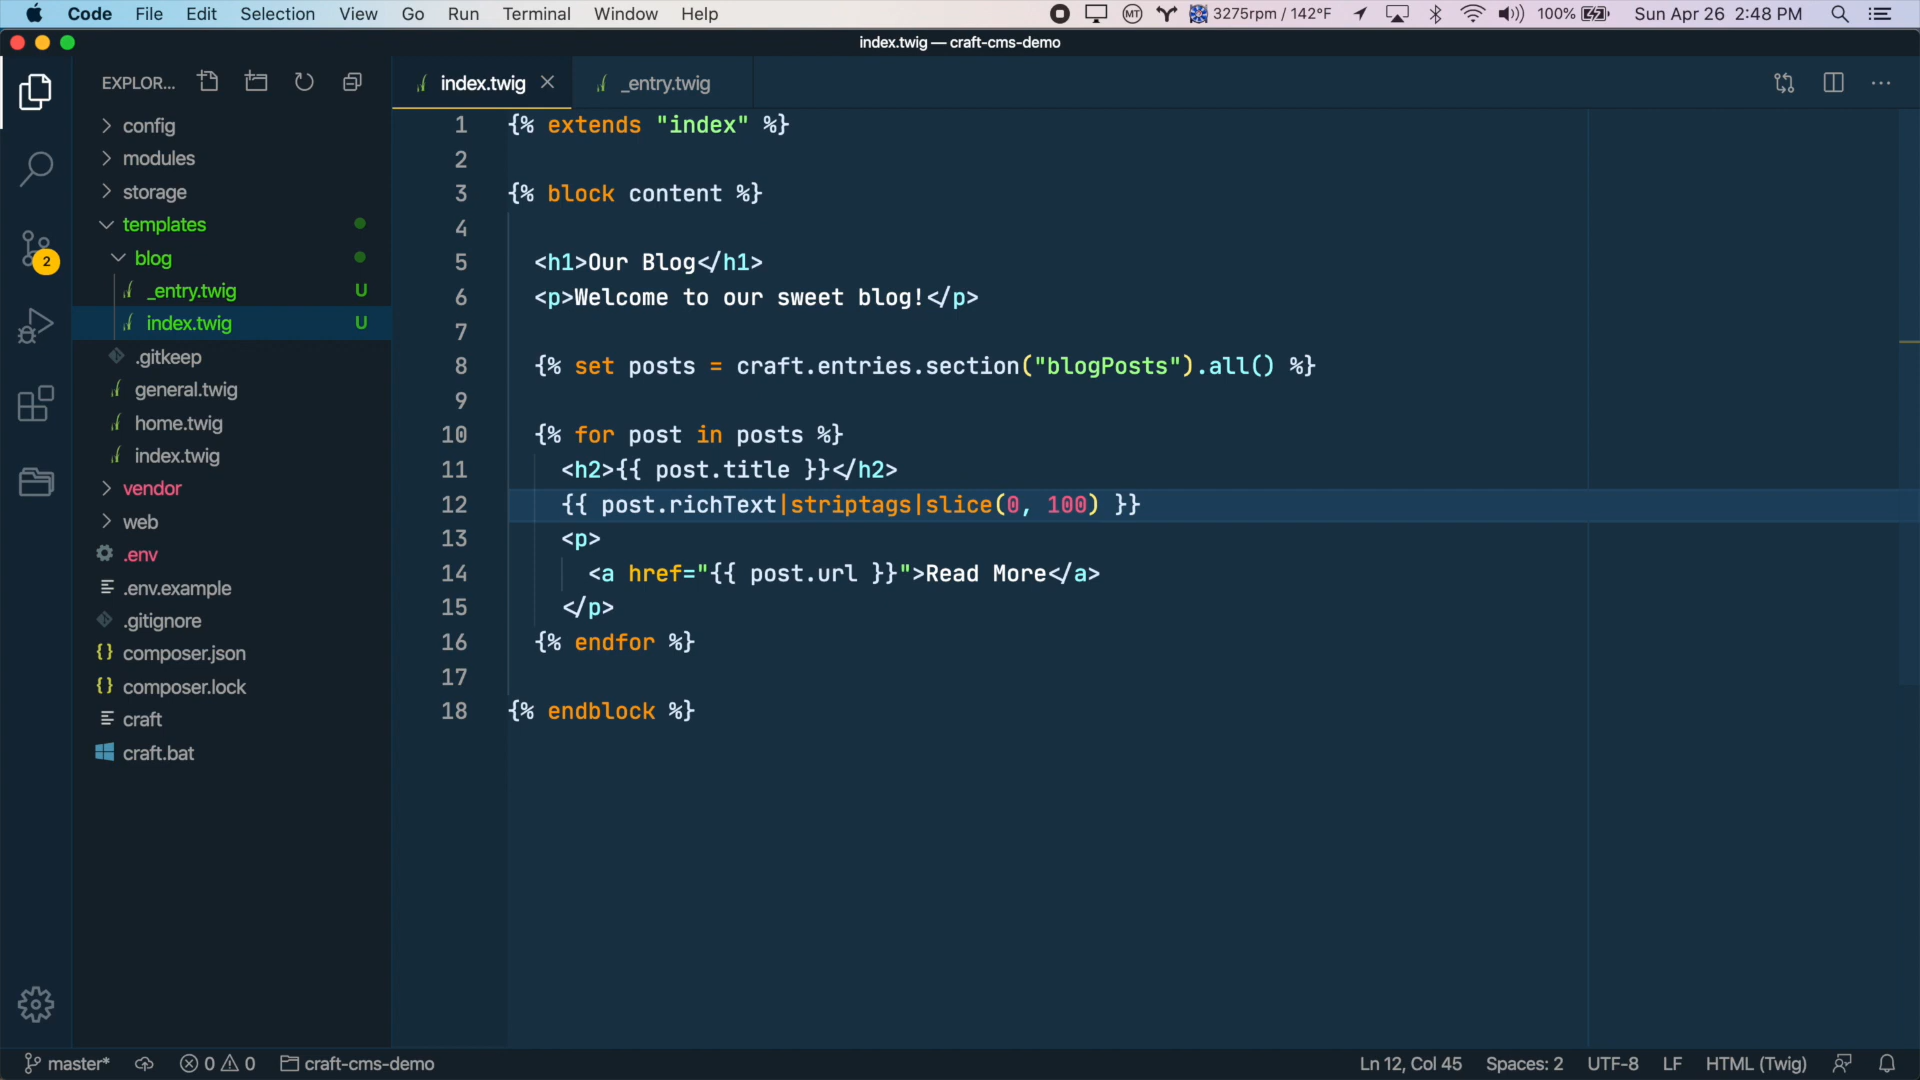 Code File Edit Selection View Go Run Terminal Window Help MT 3275rpm / 142°F 100% Sun Apr 26 2:48 PM
index.twig — craft-cms-demo
EXPLOR...
config
modules
storage
templates
blog
_entry.twig U
index.twig U
.gitkeep
general.twig
home.twig
index.twig
vendor
web
.env
.env.example
.gitignore
composer.json
composer.lock
craft
craft.bat
2
index.twig _entry.twig
1 {% extends "index" %}
2
3 {% block content %}
4
5 <h1>Our Blog</h1>
6 <p>Welcome to our sweet blog!</p>
7
8 {% set posts = craft.entries.section("blogPosts").all() %}
9
10 {% for post in posts %}
11 <h2>{{ post.title }}</h2>
12 {{ post.richText|striptags|slice(0, 100) }}
13 <p>
14 <a href="{{ post.url }}">Read More</a>
15 </p>
16 {% endfor %}
17
18 {% endblock %}
master* 0 0 craft-cms-demo Ln 12, Col 45 Spaces: 2 UTF-8 LF HTML (Twig)